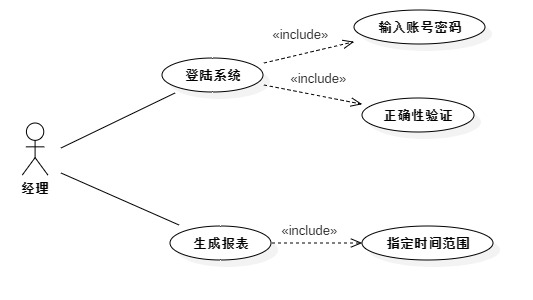 «include»
输入账号密码
登陆系统
«include»
正确性验证
经理
«include»
生成报表
指定时间范围